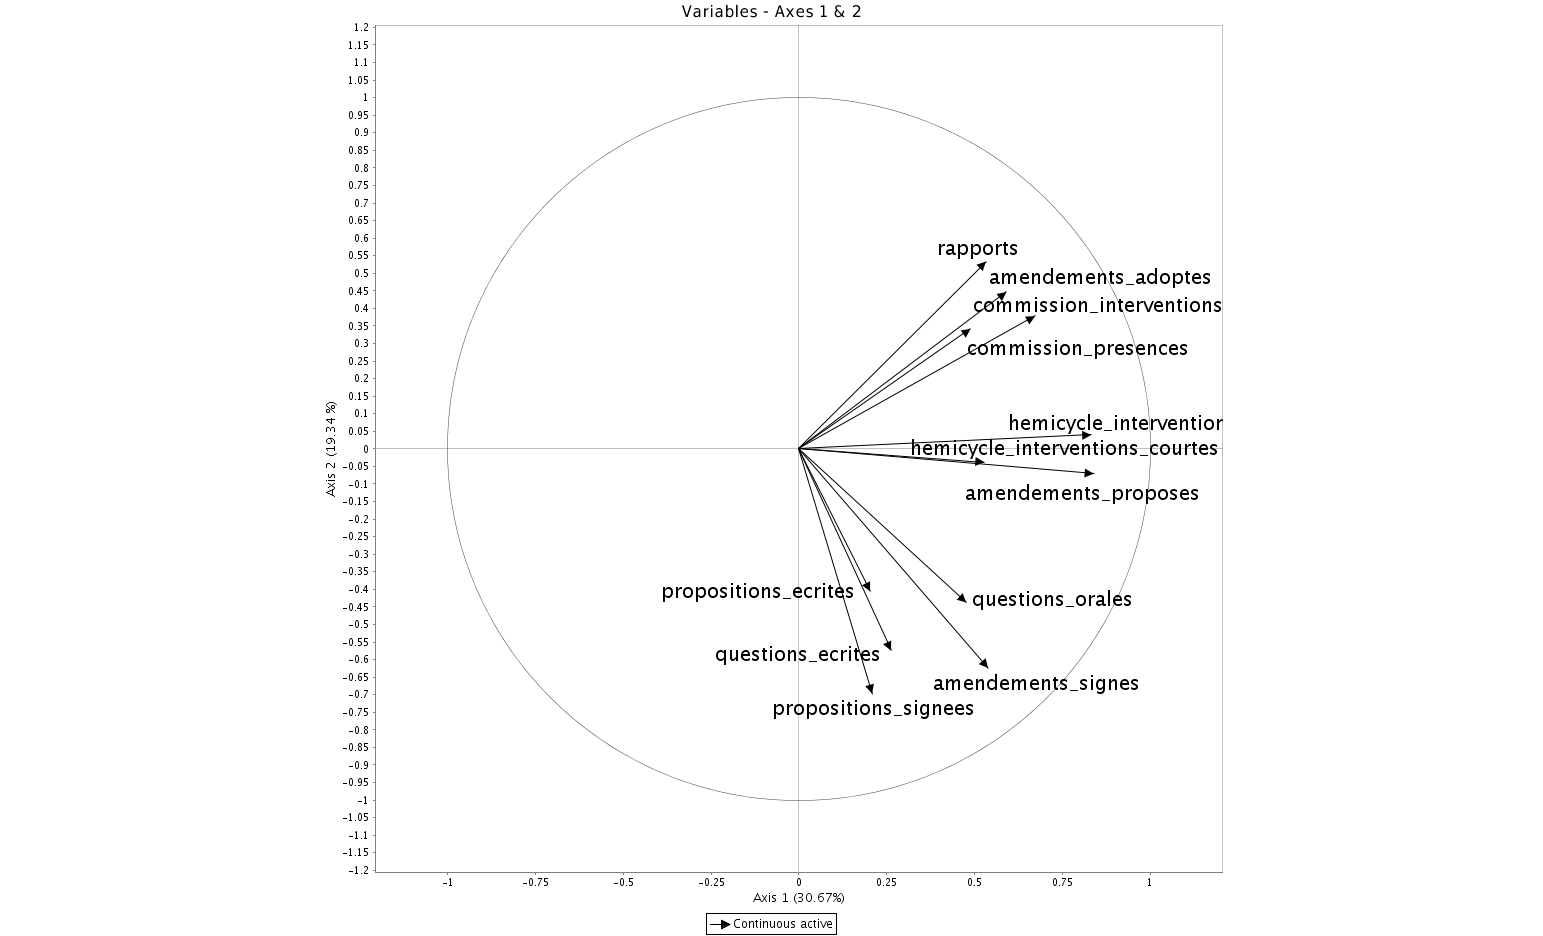 Variables - Axes 1 & 2
1.2
1.15
1.1
1.05
1
0.95
0.9
0.85
0.8
0.75
0.7
0.65
0.6
0.55
0.5
0.45
0.4
0.35
0.3
0.25
0.2
0.15
0.1
0.05
0
-0.05
-0.1
-0.15
-0.2
-0.25
-0.3
-0.35
-0.4
-0.45
-0.5
-0.55
-0.6
-0.65
-0.7
-0.75
-0.8
-0.85
-0.9
-0.95
-1
-1.05
-1.1
-1.15
-1.2
Axis 2 (19.34 %)
rapports
amendements_adoptes
commission_interventions
commission_presences
hemicycle_intervention
hemicycle_interventions_courtes
amendements_proposes
propositions_ecrites
questions_orales
questions_ecrites
amendements_signes
propositions_signees
-1 -0.75 -0.5 -0.25 0 0.25 0.5 0.75 1
Axis 1 (30.67%)
Continuous active